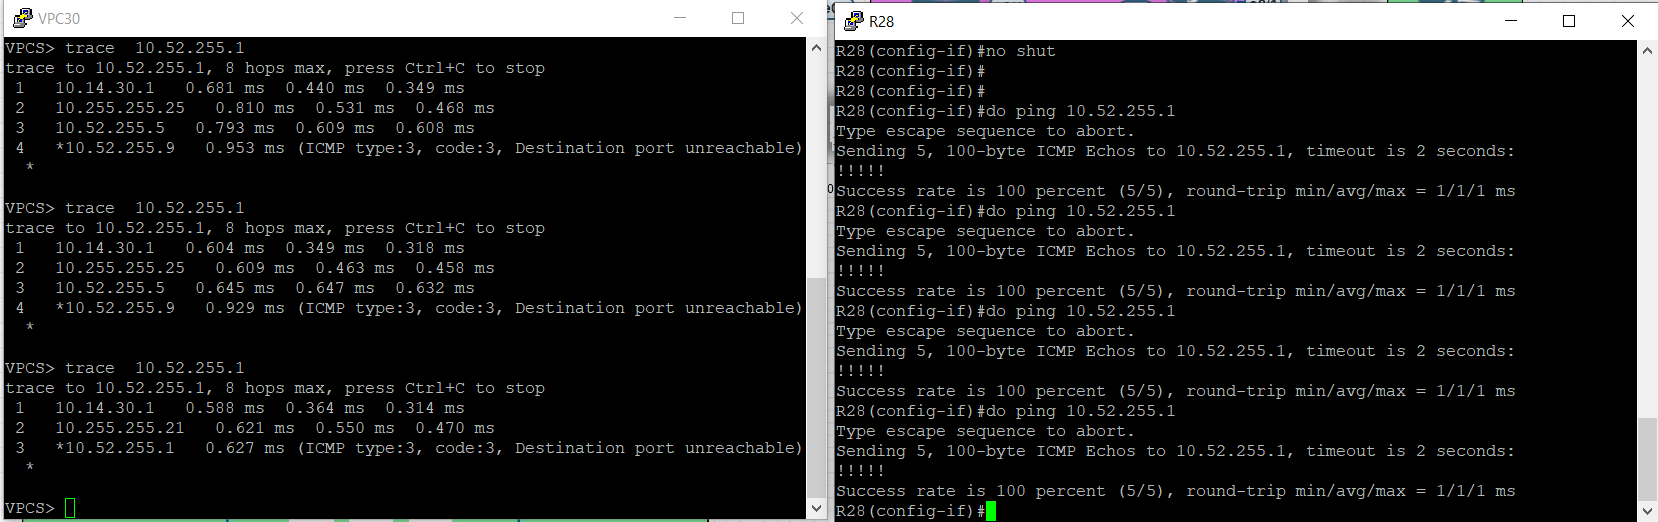 VPC30
VPCS> trace  10.52.255.1
trace to 10.52.255.1, 8 hops max, press Ctrl+C to stop
 1   10.14.30.1   0.681 ms  0.440 ms  0.349 ms
 2   10.255.255.25   0.810 ms  0.531 ms  0.468 ms
 3   10.52.255.5   0.793 ms  0.609 ms  0.608 ms
 4   *10.52.255.9   0.953 ms (ICMP type:3, code:3, Destination port unreachable)
  *
VPCS> trace  10.52.255.1
trace to 10.52.255.1, 8 hops max, press Ctrl+C to stop
 1   10.14.30.1   0.604 ms  0.349 ms  0.318 ms
 2   10.255.255.25   0.609 ms  0.463 ms  0.458 ms
 3   10.52.255.5   0.645 ms  0.647 ms  0.632 ms
 4   *10.52.255.9   0.929 ms (ICMP type:3, code:3, Destination port unreachable)
  *
VPCS> trace  10.52.255.1
trace to 10.52.255.1, 8 hops max, press Ctrl+C to stop
 1   10.14.30.1   0.588 ms  0.364 ms  0.314 ms
 2   10.255.255.21   0.621 ms  0.550 ms  0.470 ms
 3   *10.52.255.1   0.627 ms (ICMP type:3, code:3, Destination port unreachable)
  *
VPCS>
R28
R28(config-if)#no shut
R28(config-if)#
R28(config-if)#
R28(config-if)#do ping 10.52.255.1
Type escape sequence to abort.
Sending 5, 100-byte ICMP Echos to 10.52.255.1, timeout is 2 seconds:
!!!!!
Success rate is 100 percent (5/5), round-trip min/avg/max = 1/1/1 ms
R28(config-if)#do ping 10.52.255.1
Type escape sequence to abort.
Sending 5, 100-byte ICMP Echos to 10.52.255.1, timeout is 2 seconds:
!!!!!
Success rate is 100 percent (5/5), round-trip min/avg/max = 1/1/1 ms
R28(config-if)#do ping 10.52.255.1
Type escape sequence to abort.
Sending 5, 100-byte ICMP Echos to 10.52.255.1, timeout is 2 seconds:
!!!!!
Success rate is 100 percent (5/5), round-trip min/avg/max = 1/1/1 ms
R28(config-if)#do ping 10.52.255.1
Type escape sequence to abort.
Sending 5, 100-byte ICMP Echos to 10.52.255.1, timeout is 2 seconds:
!!!!!
Success rate is 100 percent (5/5), round-trip min/avg/max = 1/1/1 ms
R28(config-if)#